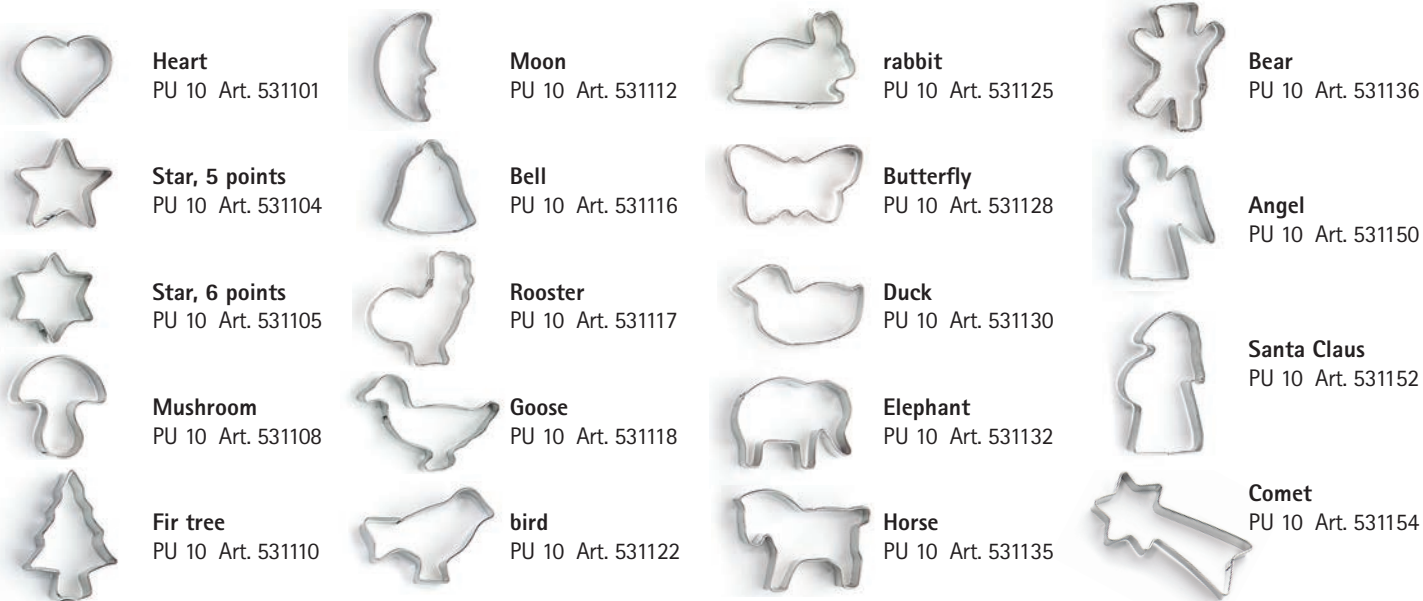 Heart
PU 10 Art. 531101
Star, 5 points
PU 10 Art. 531104
Star, 6 points
PU 10 Art. 531105
Mushroom
PU 10 Art. 531108
Fir tree
PU 10 Art. 531110
Moon
PU 10 Art. 531112
Bell
PU 10 Art. 531116
Rooster
PU 10 Art. 531117
Goose
PU 10 Art. 531118
bird
PU 10 Art. 531122
rabbit
PU 10 Art. 531125
Butterfly
PU 10 Art. 531128
Duck
PU 10 Art. 531130
Elephant
PU 10 Art. 531132
Horse
PU 10 Art. 531135
Bear
PU 10 Art. 531136
Angel
PU 10 Art. 531150
Santa Claus
PU 10 Art. 531152
Comet
PU 10 Art. 531154